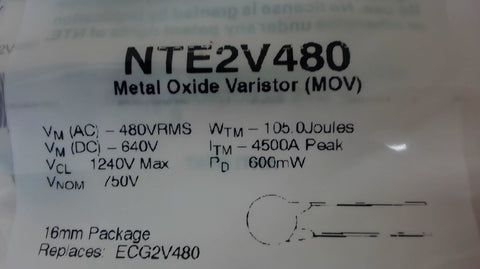 NTE2V480
Metal Oxide Varistor (MOV)
VM (AC) - 480VRMS WTM - 105.0Joules
VM (DC) - 640V ITM - 4500A Peak
VCL 1240V Max PD 600mW
VNOM 750V
16mm Package
Replaces: ECG2V480